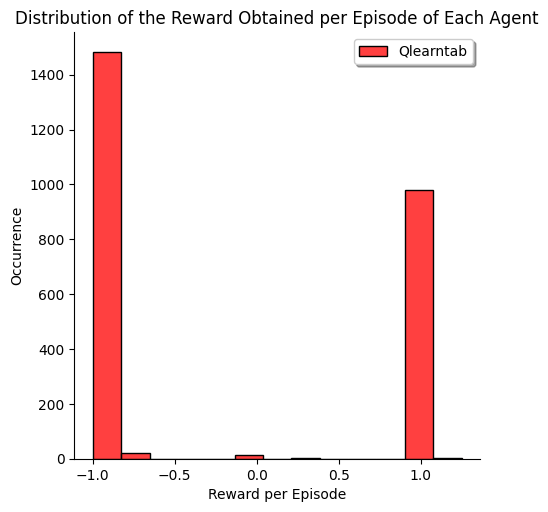 Distribution of the Reward Obtained per Episode of Each Agent
Qlearntab
1400
1200
1000
800
600
400
200
0
Occurrence
−1.0 −0.5 0.0 0.5 1.0
Reward per Episode